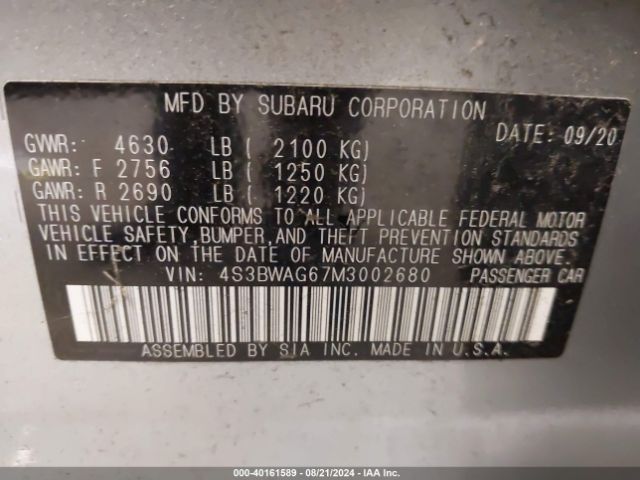 MFD BY SUBARU CORPORATION
DATE: 09/20
GVWR: 4630 LB ( 2100 KG)
GAWR: F 2756 LB ( 1250 KG)
GAWR: R 2690 LB ( 1220 KG)
THIS VEHICLE CONFORMS TO ALL APPLICABLE FEDERAL MOTOR
VEHICLE SAFETY,BUMPER,AND THEFT PREVENTION STANDARDS
IN EFFECT ON THE DATE OF MANUFACTURE SHOWN ABOVE.
VIN: 4S3BWAG67M3002680 PASSENGER CAR
ASSEMBLED BY SIA INC. MADE IN U.S.A.
000-40161589 - 08/21/2024 - IAA Inc.